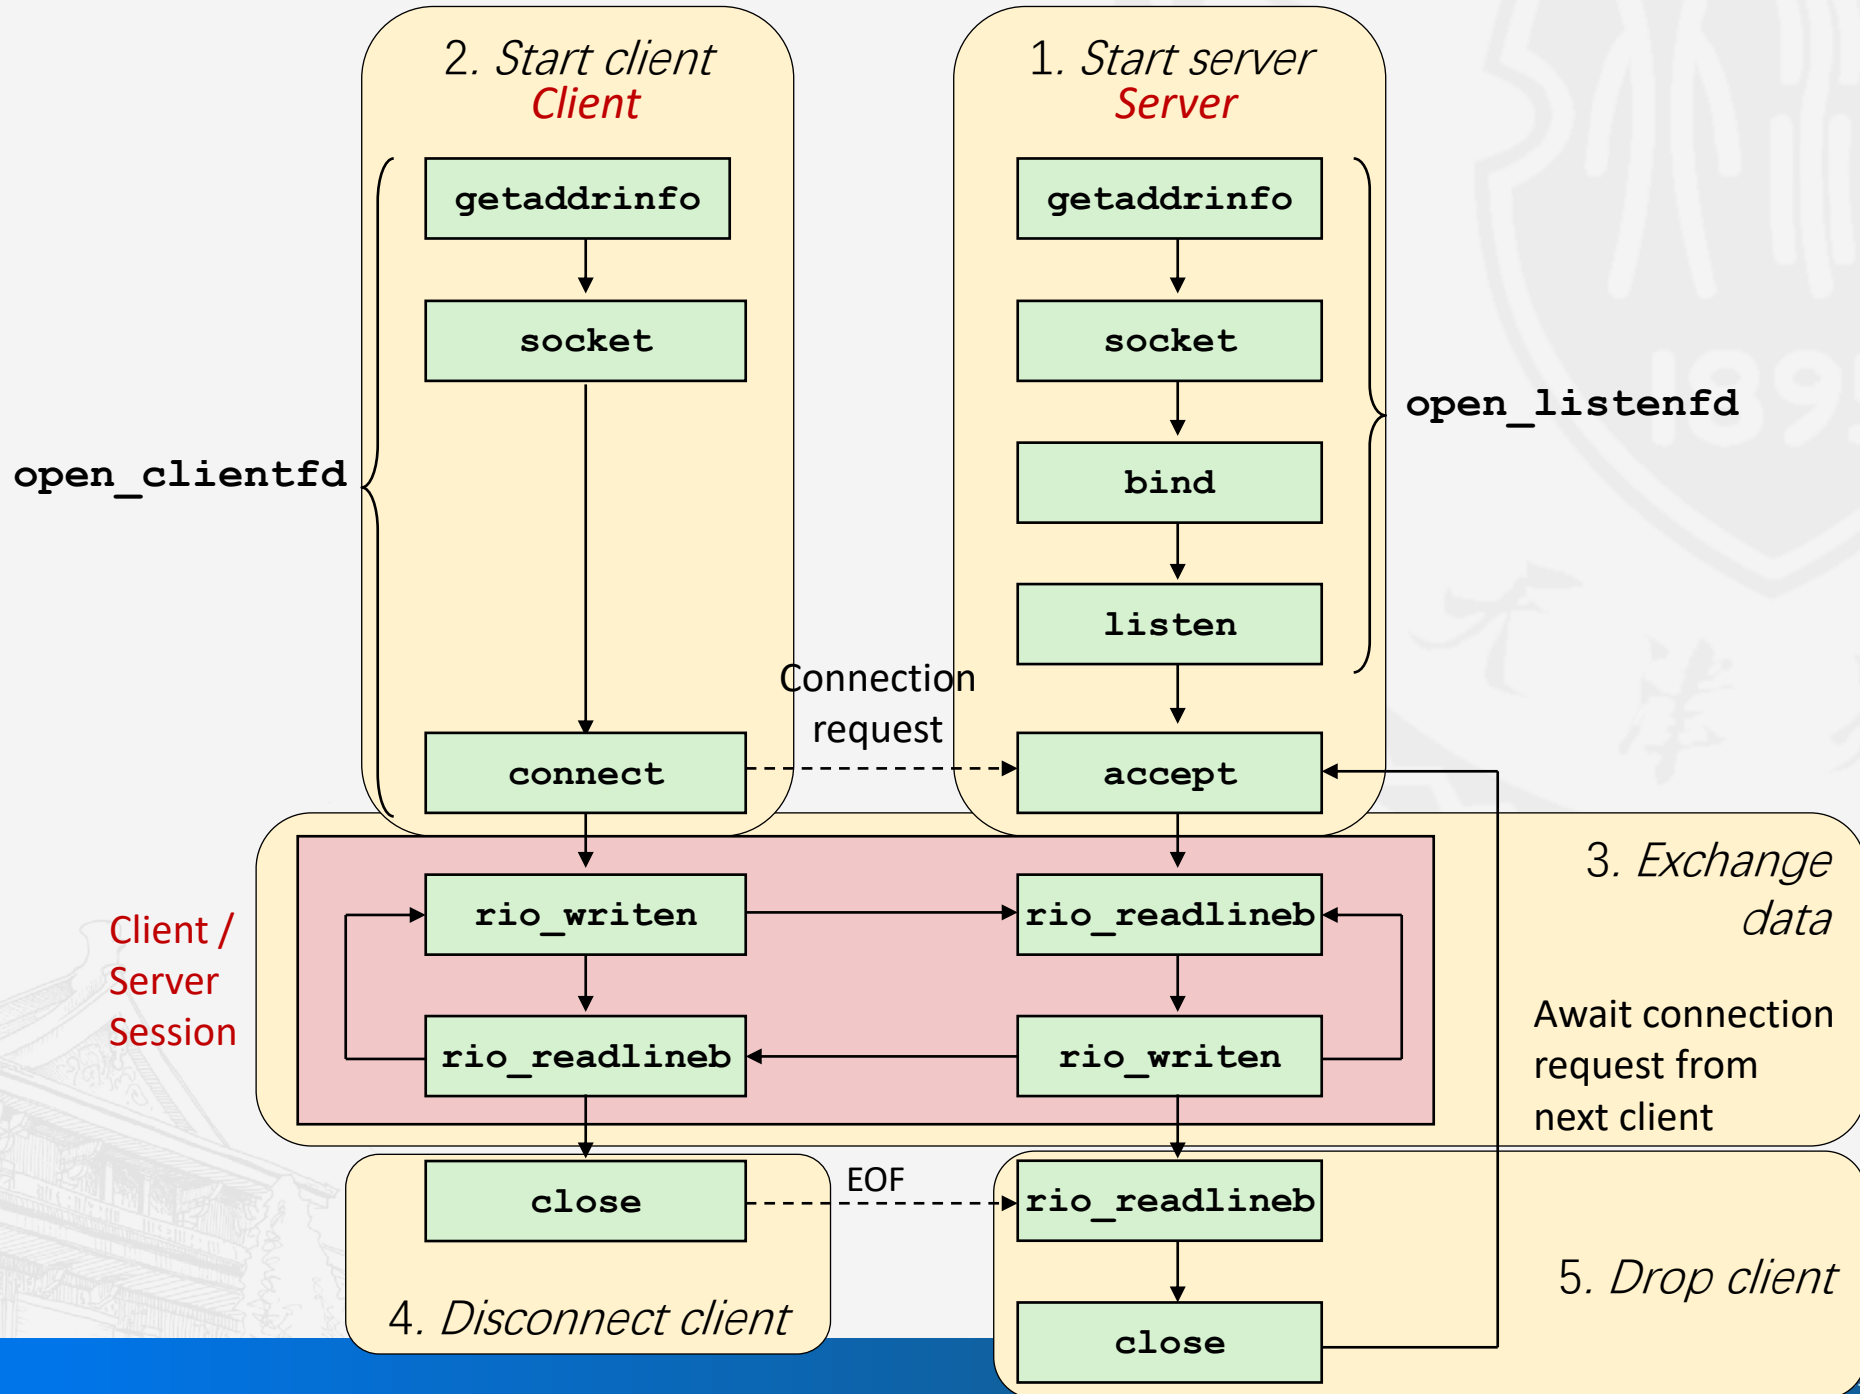 2. Start client
Client
1. Start server
Server
getaddrinfo
getaddrinfo
socket
socket
open_listenfd
open_clientfd
bind
listen
Connection
request
connect
accept
3. Exchange
data
Client /
Server
Session
rio_writen
rio_readlineb
rio_readlineb
rio_writen
Await connection
request from
next client
close
EOF
rio_readlineb
4. Disconnect client
5. Drop client
close